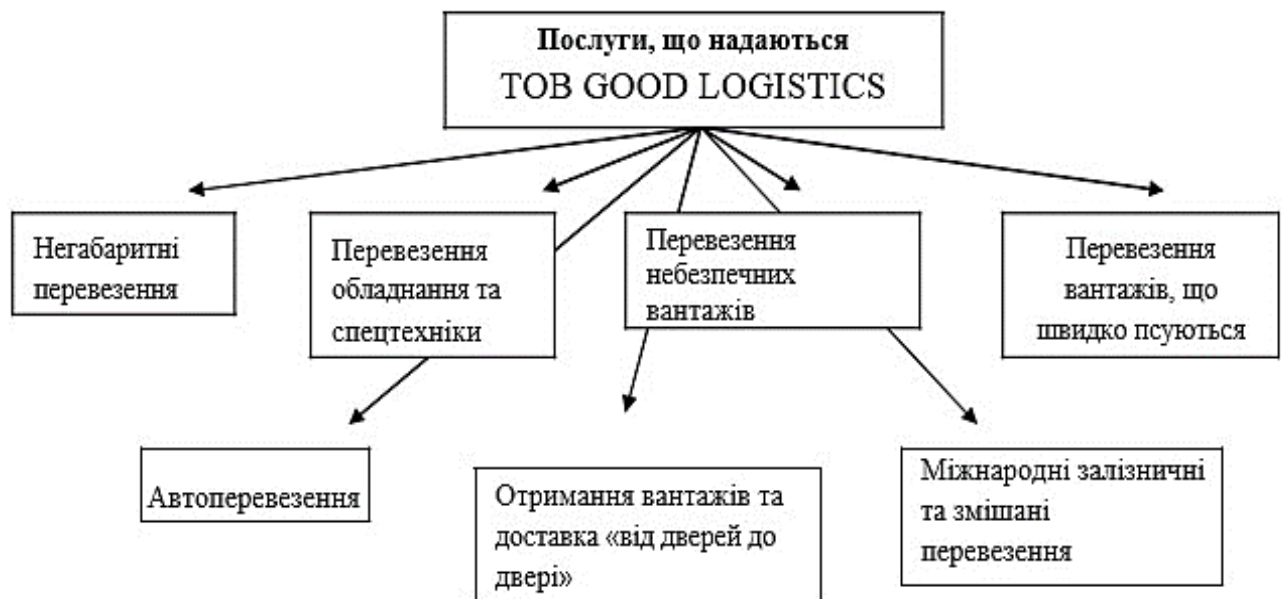 Послуги, що надаються
ТОВ GOOD LOGISTICS
Негабаритні
перевезення
Перевезення
обладнання та
спецтехніки
Перевезення
небезпечних
вантажів
Перевезення
вантажів, що
швидко псуються
Автоперевезення
Отримання вантажів та
доставка «від дверей до
двері»
Міжнародні залізничні
та змішані
перевезення